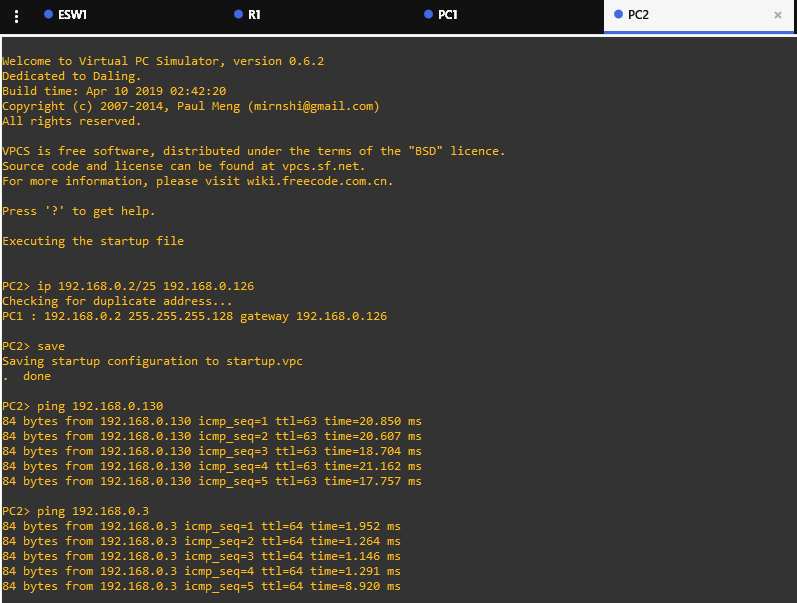 ESW1 R1 PC1 PC2 ×
Welcome to Virtual PC Simulator, version 0.6.2
Dedicated to Daling.
Build time: Apr 10 2019 02:42:20
Copyright (c) 2007-2014, Paul Meng (mirnshi@gmail.com)
All rights reserved.
VPCS is free software, distributed under the terms of the "BSD" licence.
Source code and license can be found at vpcs.sf.net.
For more information, please visit wiki.freecode.com.cn.
Press '?' to get help.
Executing the startup file
PC2> ip 192.168.0.2/25 192.168.0.126
Checking for duplicate address...
PC1 : 192.168.0.2 255.255.255.128 gateway 192.168.0.126
PC2> save
Saving startup configuration to startup.vpc
.  done
PC2> ping 192.168.0.130
84 bytes from 192.168.0.130 icmp_seq=1 ttl=63 time=20.850 ms
84 bytes from 192.168.0.130 icmp_seq=2 ttl=63 time=20.607 ms
84 bytes from 192.168.0.130 icmp_seq=3 ttl=63 time=18.704 ms
84 bytes from 192.168.0.130 icmp_seq=4 ttl=63 time=21.162 ms
84 bytes from 192.168.0.130 icmp_seq=5 ttl=63 time=17.757 ms
PC2> ping 192.168.0.3
84 bytes from 192.168.0.3 icmp_seq=1 ttl=64 time=1.952 ms
84 bytes from 192.168.0.3 icmp_seq=2 ttl=64 time=1.264 ms
84 bytes from 192.168.0.3 icmp_seq=3 ttl=64 time=1.146 ms
84 bytes from 192.168.0.3 icmp_seq=4 ttl=64 time=1.291 ms
84 bytes from 192.168.0.3 icmp_seq=5 ttl=64 time=8.920 ms